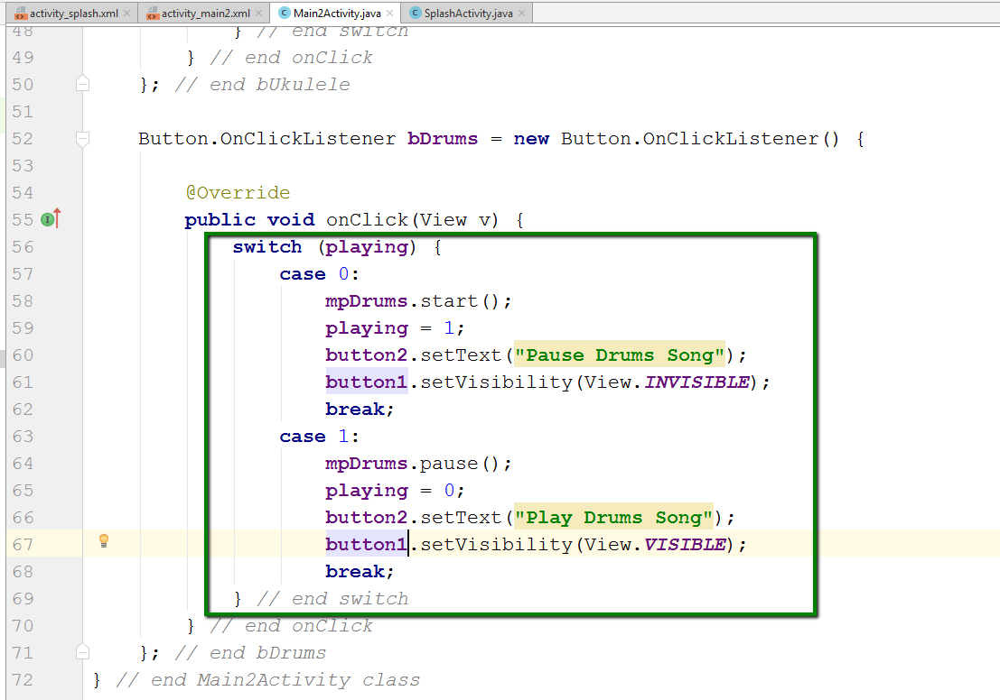 activity_splash.xml × activity_main2.xml × Main2Activity.java × SplashActivity.java ×
48 } // end switch
49 } // end onClick
50 }; // end bUkulele
51
52 Button.OnClickListener bDrums = new Button.OnClickListener() {
53
54 @Override
55 public void onClick(View v) {
56 switch (playing) {
57 case 0:
58 mpDrums.start();
59 playing = 1;
60 button2.setText("Pause Drums Song");
61 button1.setVisibility(View.INVISIBLE);
62 break;
63 case 1:
64 mpDrums.pause();
65 playing = 0;
66 button2.setText("Play Drums Song");
67 button1.setVisibility(View.VISIBLE);
68 break;
69 } // end switch
70 } // end onClick
71 }; // end bDrums
72 } // end Main2Activity class